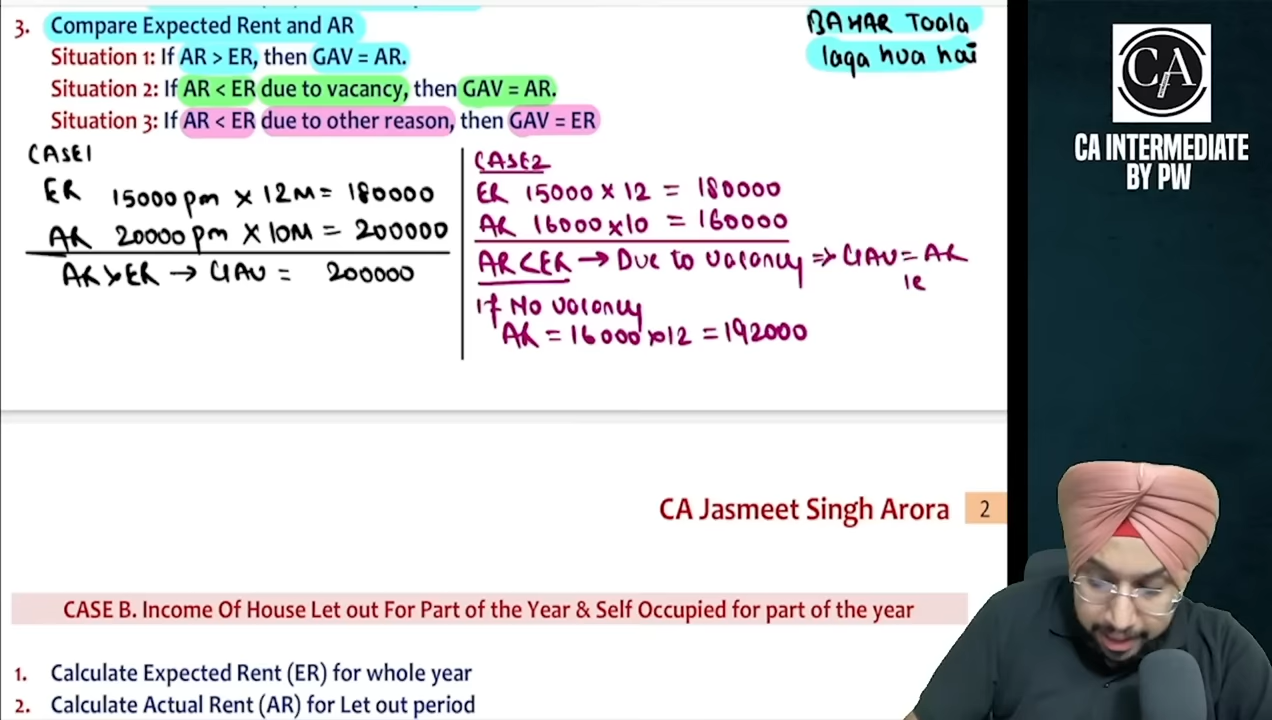 3. Compare Expected Rent and AR
Situation 1: If AR > ER, then GAV = AR.
Situation 2: If AR < ER due to vacancy, then GAV = AR.
Situation 3: If AR < ER due to other reason, then GAV = ER
BAHAR Toala
laga hua hai
CASE1
ER 15000 pm × 12M = 180000
AR 20000 pm × 10M = 200000
AR > ER → GAV = 200000
CASE2
ER 15000 × 12 = 180000
AR 16000 × 10 = 160000
AR < ER → Due to vacancy ⇒ GAV = AR
ie
if No vacancy
AR = 16000 × 12 = 192000
CA Jasmeet Singh Arora 2
CASE B. Income Of House Let out For Part of the Year & Self Occupied for part of the year
1. Calculate Expected Rent (ER) for whole year
2. Calculate Actual Rent (AR) for Let out period
CA
CA INTERMEDIATE
BY PW